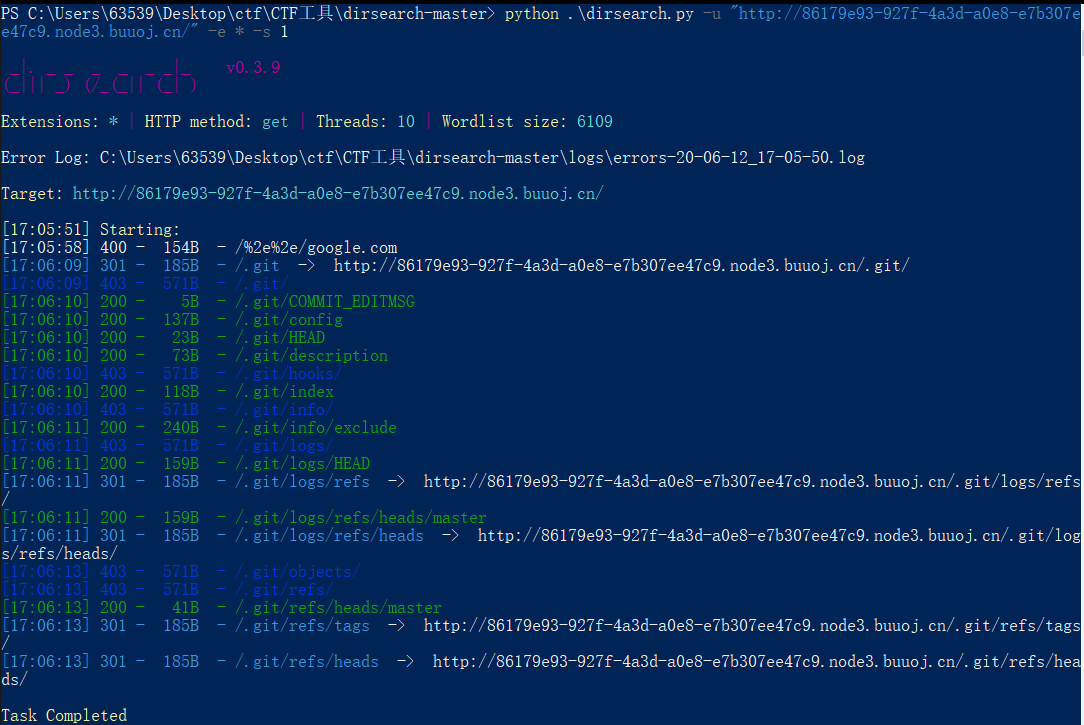 PS C:\Users\63539\Desktop\ctf\CTF工具\dirsearch-master> python .\dirsearch.py -u "http://86179e93-927f-4a3d-a0e8-e7b307e
e47c9.node3.buuoj.cn/" -e * -s 1
 _|. _ _  _  _  _ _|_    v0.3.9
(_||| _) (/_(_|| (_| )
Extensions: * | HTTP method: get | Threads: 10 | Wordlist size: 6109
Error Log: C:\Users\63539\Desktop\ctf\CTF工具\dirsearch-master\logs\errors-20-06-12_17-05-50.log
Target: http://86179e93-927f-4a3d-a0e8-e7b307ee47c9.node3.buuoj.cn/
[17:05:51] Starting:
[17:05:58] 400 -  154B  - /%2e%2e/google.com
[17:06:09] 301 -  185B  - /.git  ->  http://86179e93-927f-4a3d-a0e8-e7b307ee47c9.node3.buuoj.cn/.git/
[17:06:09] 403 -  571B  - /.git/
[17:06:10] 200 -    5B  - /.git/COMMIT_EDITMSG
[17:06:10] 200 -  137B  - /.git/config
[17:06:10] 200 -   23B  - /.git/HEAD
[17:06:10] 200 -   73B  - /.git/description
[17:06:10] 403 -  571B  - /.git/hooks/
[17:06:10] 200 -  118B  - /.git/index
[17:06:10] 403 -  571B  - /.git/info/
[17:06:11] 200 -  240B  - /.git/info/exclude
[17:06:11] 403 -  571B  - /.git/logs/
[17:06:11] 200 -  159B  - /.git/logs/HEAD
[17:06:11] 301 -  185B  - /.git/logs/refs  ->  http://86179e93-927f-4a3d-a0e8-e7b307ee47c9.node3.buuoj.cn/.git/logs/refs
/
[17:06:11] 200 -  159B  - /.git/logs/refs/heads/master
[17:06:11] 301 -  185B  - /.git/logs/refs/heads  ->  http://86179e93-927f-4a3d-a0e8-e7b307ee47c9.node3.buuoj.cn/.git/log
s/refs/heads/
[17:06:13] 403 -  571B  - /.git/objects/
[17:06:13] 403 -  571B  - /.git/refs/
[17:06:13] 200 -   41B  - /.git/refs/heads/master
[17:06:13] 301 -  185B  - /.git/refs/tags  ->  http://86179e93-927f-4a3d-a0e8-e7b307ee47c9.node3.buuoj.cn/.git/refs/tags
/
[17:06:13] 301 -  185B  - /.git/refs/heads  ->  http://86179e93-927f-4a3d-a0e8-e7b307ee47c9.node3.buuoj.cn/.git/refs/hea
ds/
Task Completed